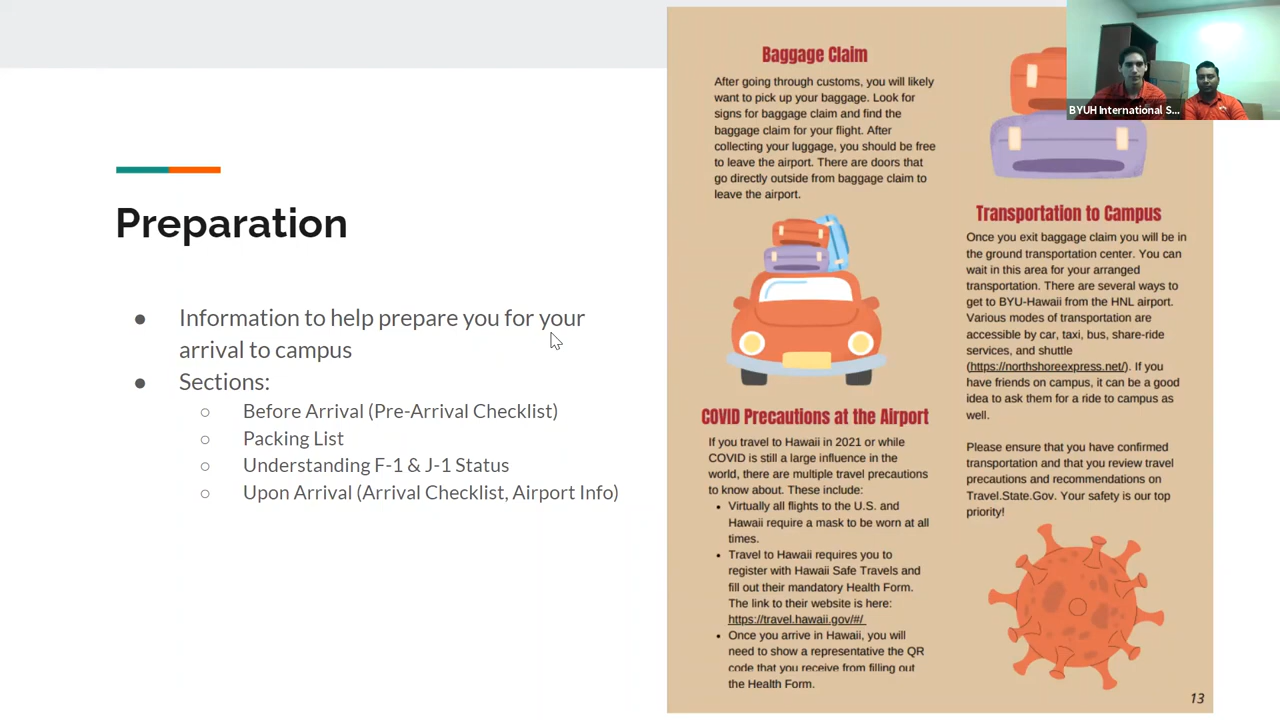 Preparation
● Information to help prepare you for your
arrival to campus
● Sections:
○ Before Arrival (Pre-Arrival Checklist)
○ Packing List
○ Understanding F-1 & J-1 Status
○ Upon Arrival (Arrival Checklist, Airport Info)
Baggage Claim
After going through customs, you will likely
want to pick up your baggage. Look for
signs for baggage claim and find the
baggage claim for your flight. After
collecting your luggage, you should be free
to leave the airport. There are doors that
go directly outside from baggage claim to
leave the airport.
COVID Precautions at the Airport
If you travel to Hawaii in 2021 or while
COVID is still a large influence in the
world, there are multiple travel precautions
to know about. These include:
• Virtually all flights to the U.S. and
Hawaii require a mask to be worn at all
times.
• Travel to Hawaii requires you to
register with Hawaii Safe Travels and
fill out their mandatory Health Form.
The link to their website is here:
https://travel.hawaii.gov/#/
• Once you arrive in Hawaii, you will
need to show a representative the QR
code that you receive from filling out
the Health Form.
BYUH International S...
Transportation to Campus
Once you exit baggage claim you will be in
the ground transportation center. You can
wait in this area for your arranged
transportation. There are several ways to
get to BYU-Hawaii from the HNL airport.
Various modes of transportation are
accessible by car, taxi, bus, share-ride
services, and shuttle
(https://northshoreexpress.net/). If you
have friends on campus, it can be a good
idea to ask them for a ride to campus as
well.
Please ensure that you have confirmed
transportation and that you review travel
precautions and recommendations on
Travel.State.Gov. Your safety is our top
priority!
13